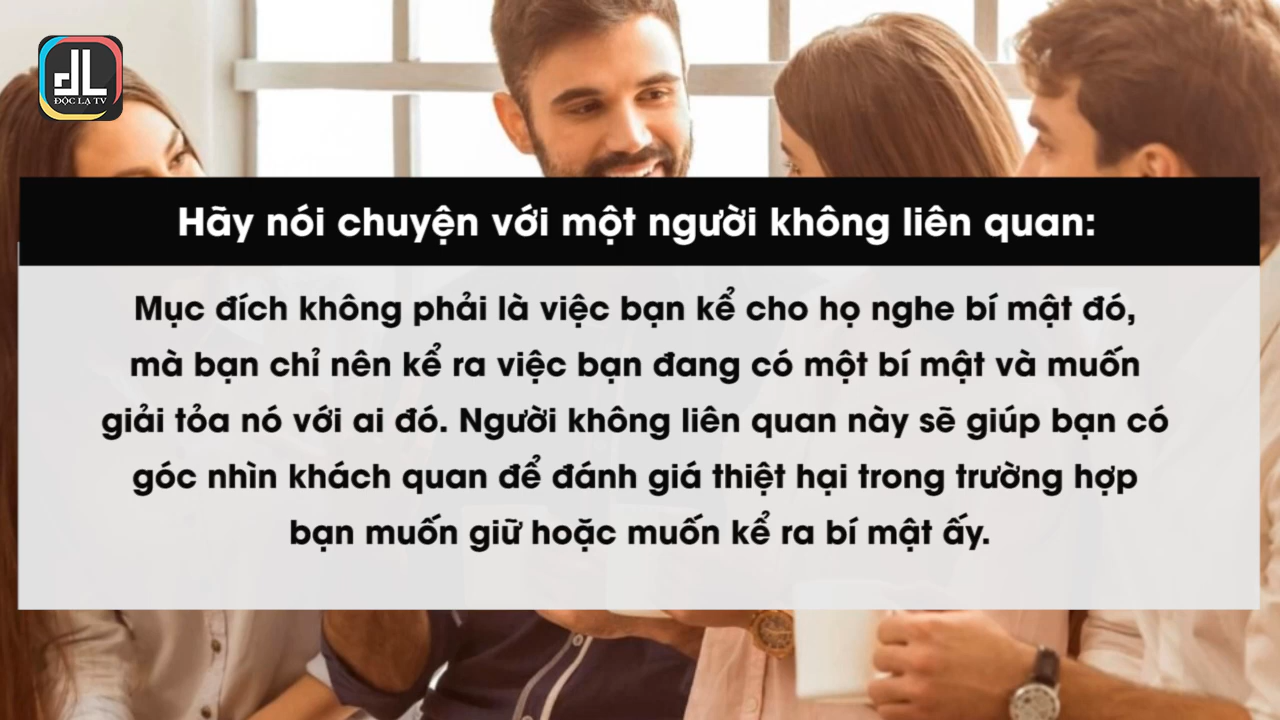 ĐỘC LẠ TV
Hãy nói chuyện với một người không liên quan:
Mục đích không phải là việc bạn kể cho họ nghe bí mật đó,
mà bạn chỉ nên kể ra việc bạn đang có một bí mật và muốn
giải tỏa nó với ai đó. Người không liên quan này sẽ giúp bạn có
góc nhìn khách quan để đánh giá thiệt hại trong trường hợp
bạn muốn giữ hoặc muốn kể ra bí mật ấy.